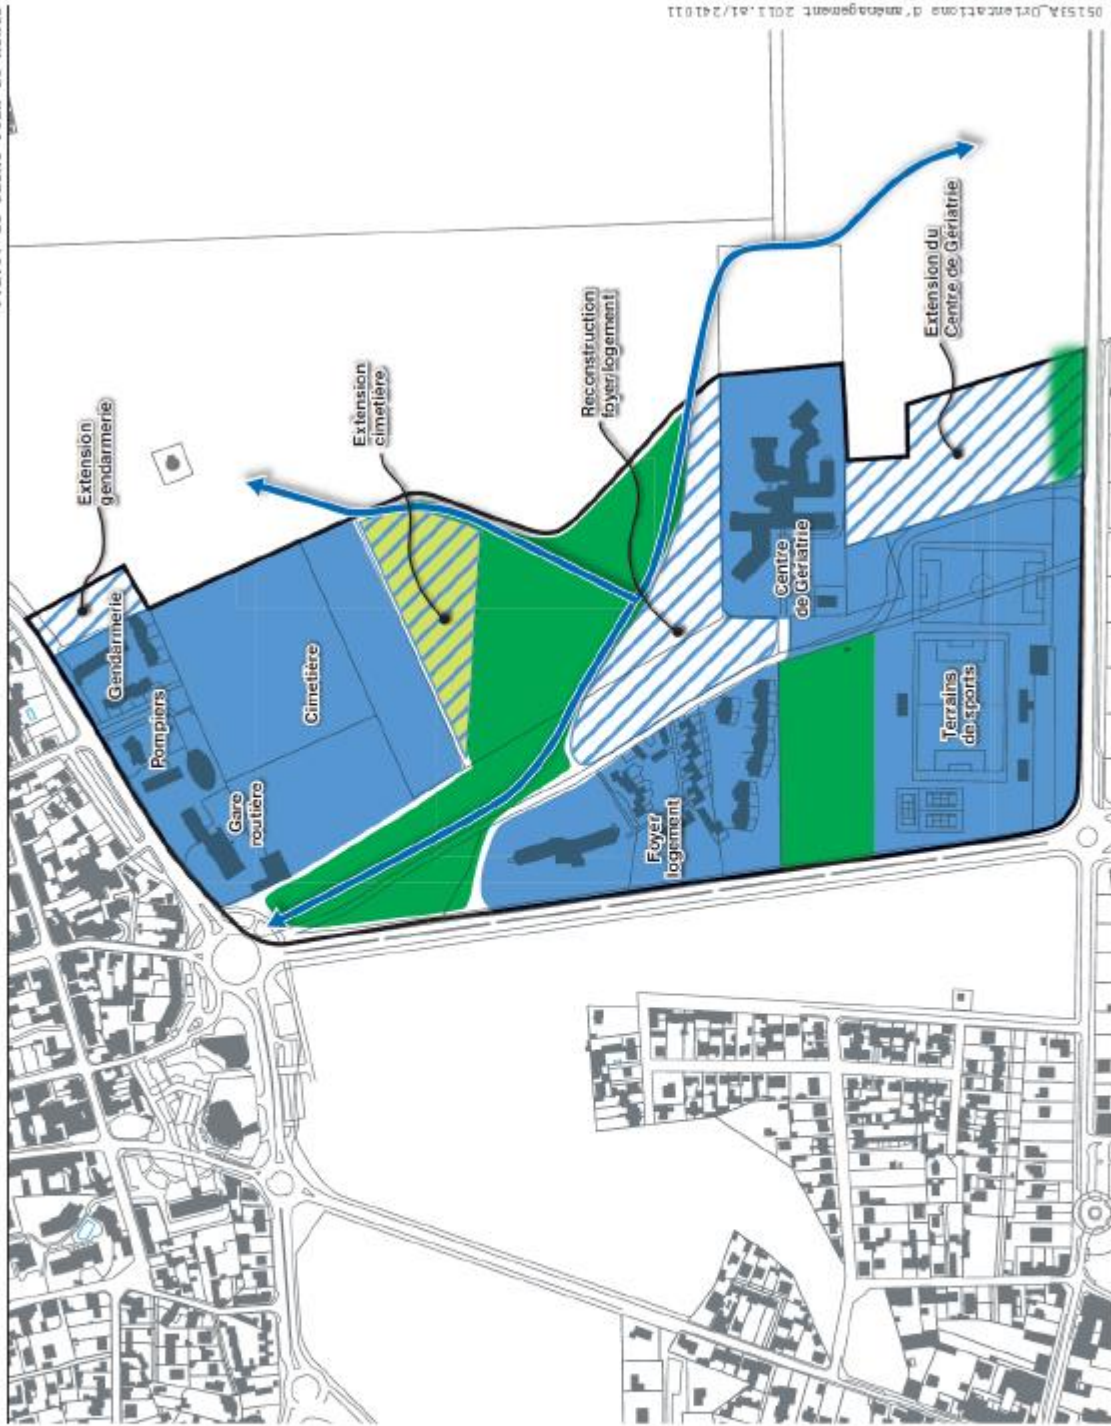 05153A_Orientations d'aménagement 2011.ai/241011
Extension
gendarmerie
Gendarmerie
Pompiers
Extension
cimetière
Cimetière
Gare
routière
Reconstruction
foyer/logement
Foyer
logement
Centre
de Gériatrie
Extension du
Centre de Gériatrie
Terrains
de sports